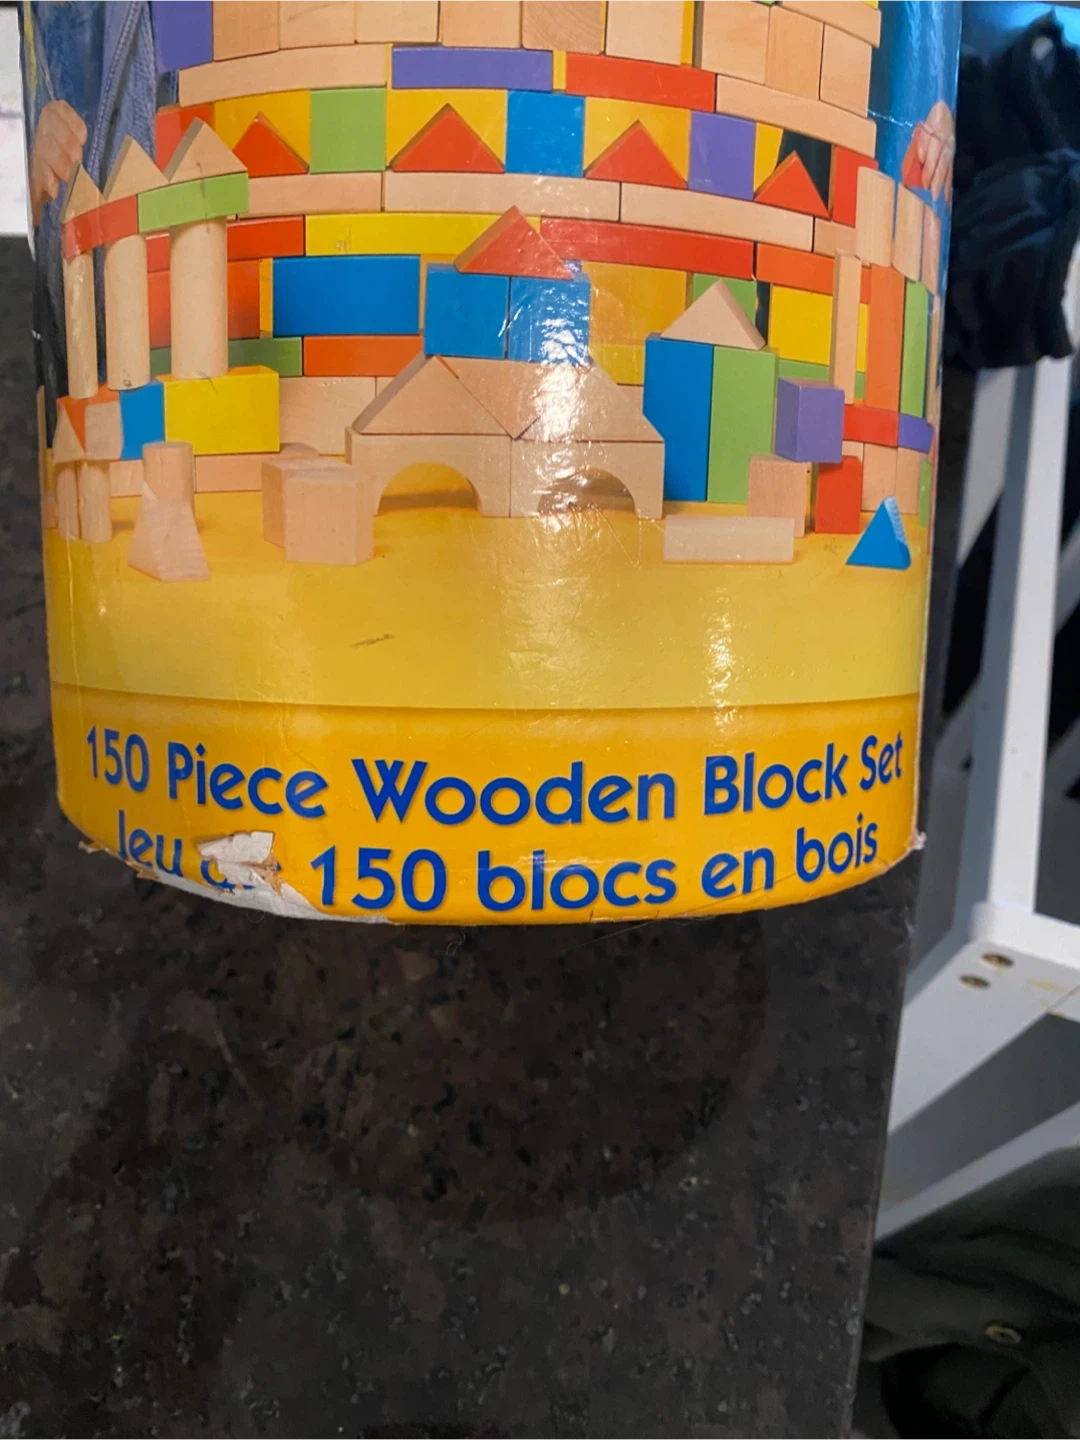 150 Piece Wooden Block Set
Jeu 150 blocs en bois